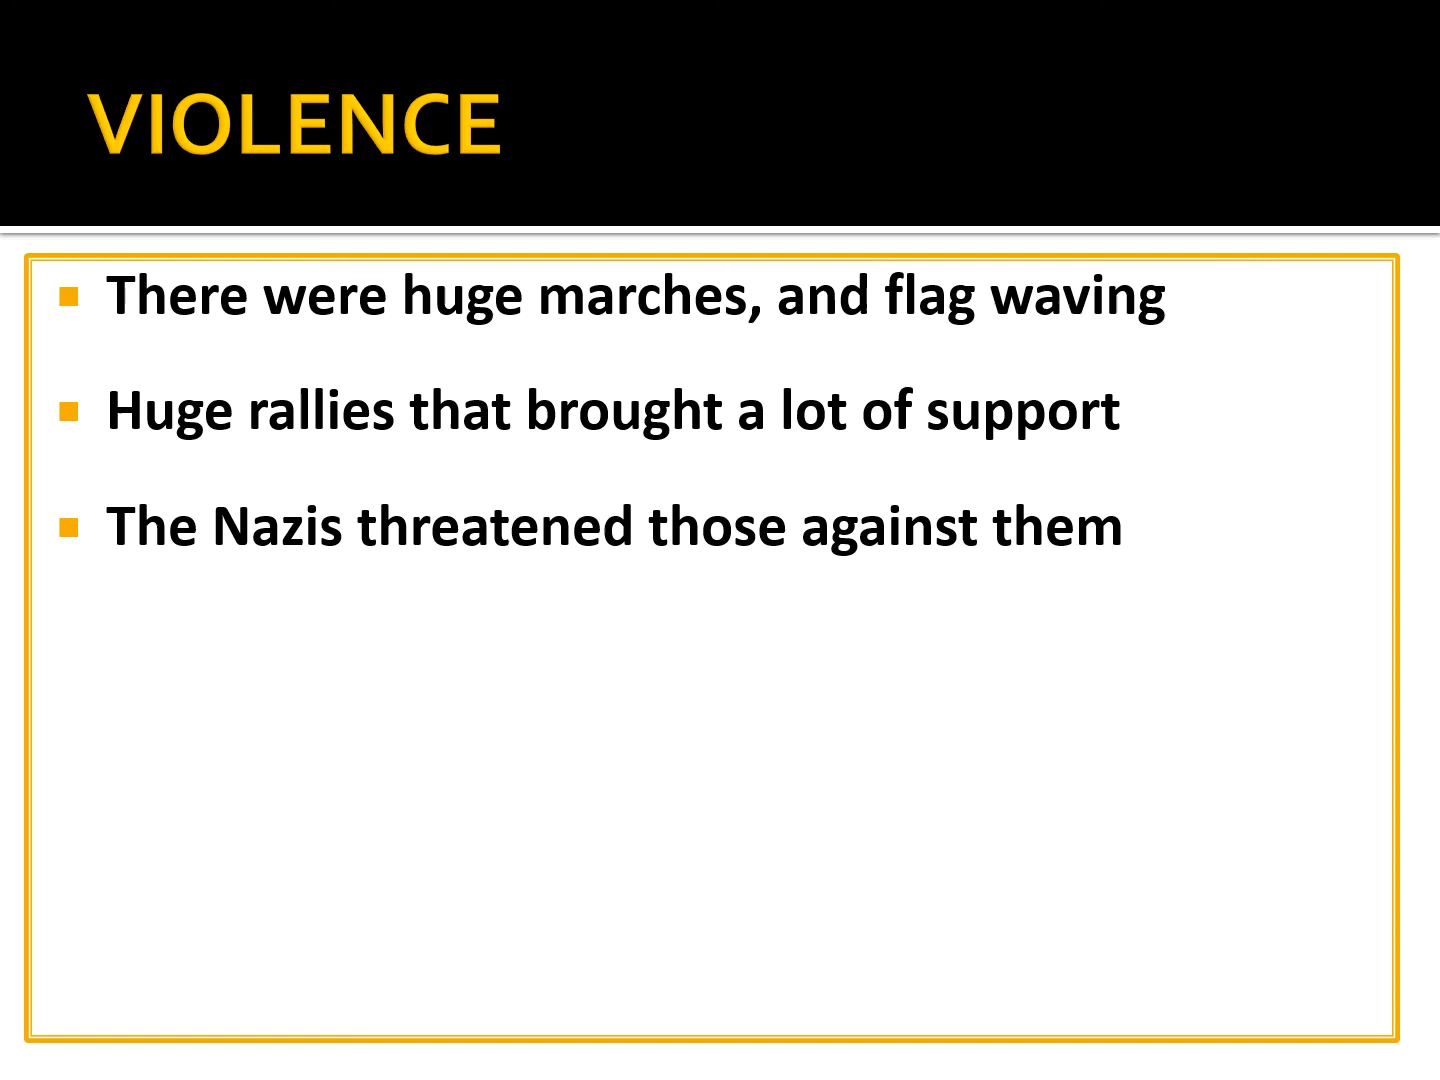 VIOLENCE
There were huge marches, and flag waving
Huge rallies that brought a lot of support
The Nazis threatened those against them